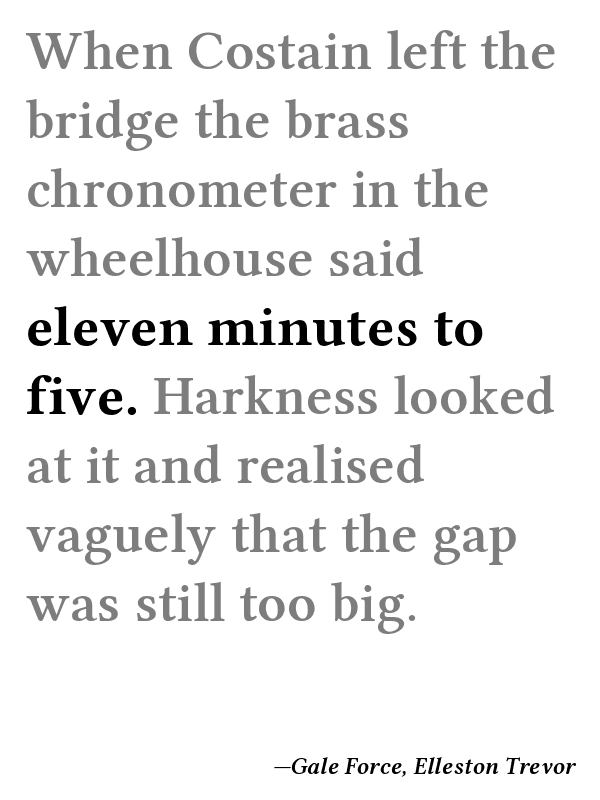 When Costain left the
bridge the brass
chronometer in the
wheelhouse said
eleven minutes to
five. Harkness looked
at it and realised
vaguely that the gap
was still too big.
—Gale Force, Elleston Trevor